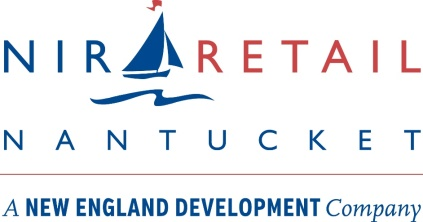 NIR RETAIL
NANTUCKET
A NEW ENGLAND DEVELOPMENT Company